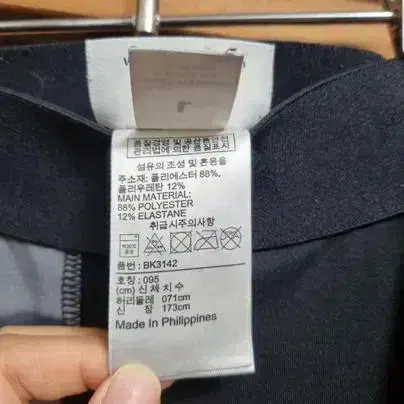 L
품질경영 및 공산품안전
관리법에 의한 품질표시
섬유의 조성 및 혼용율
주소재: 폴리에스터 88%,
폴리우레탄 12%
MAIN MATERIAL:
88% POLYESTER
12% ELASTANE
취급시주의사항
품번: BK3142
호칭: 095
(cm) 신 체 치 수
허리둘레 071cm
신 장 173cm
Made In Philippines